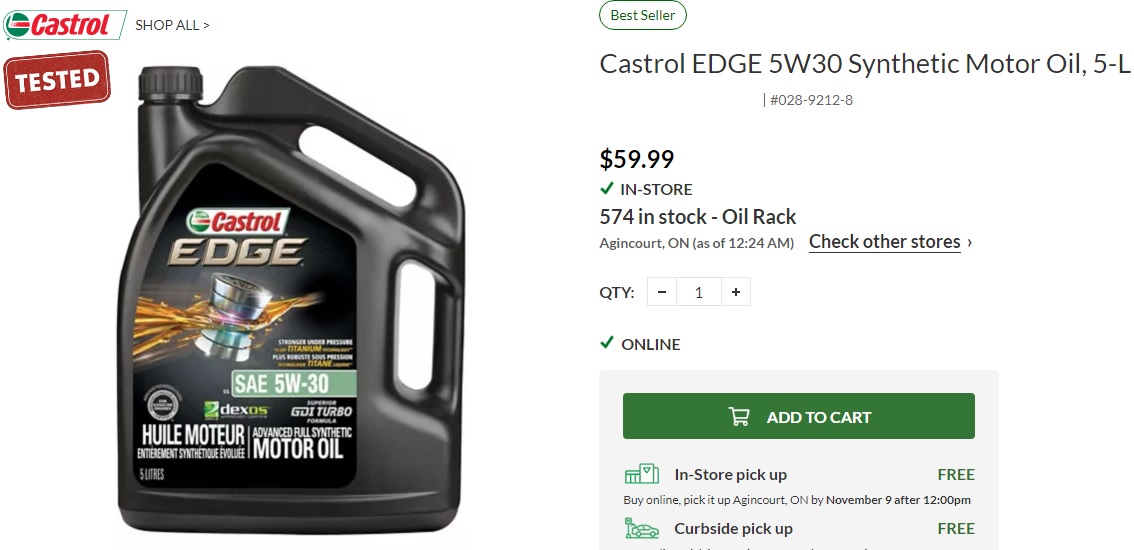 Castrol SHOP ALL >
TESTED
Castrol
EDGE
STRONGER UNDER PRESSURE
TITANIUM
PLUS ROBUSTE SOUS PRESSION
TITANE
SAE 5W-30
dexos
SUPERIOR
GDI TURBO
FORMULA
HUILE MOTEUR
ENTIÈREMENT SYNTHÉTIQUE ÉVOLUÉE
ADVANCED FULL SYNTHETIC
MOTOR OIL
5 LITRES
Best Seller
Castrol EDGE 5W30 Synthetic Motor Oil, 5-L
| #028-9212-8
$59.99
IN-STORE
574 in stock - Oil Rack
Agincourt, ON (as of 12:24 AM) Check other stores ›
QTY: - 1 +
ONLINE
ADD TO CART
In-Store pick up FREE
Buy online, pick it up Agincourt, ON by November 9 after 12:00pm
Curbside pick up FREE